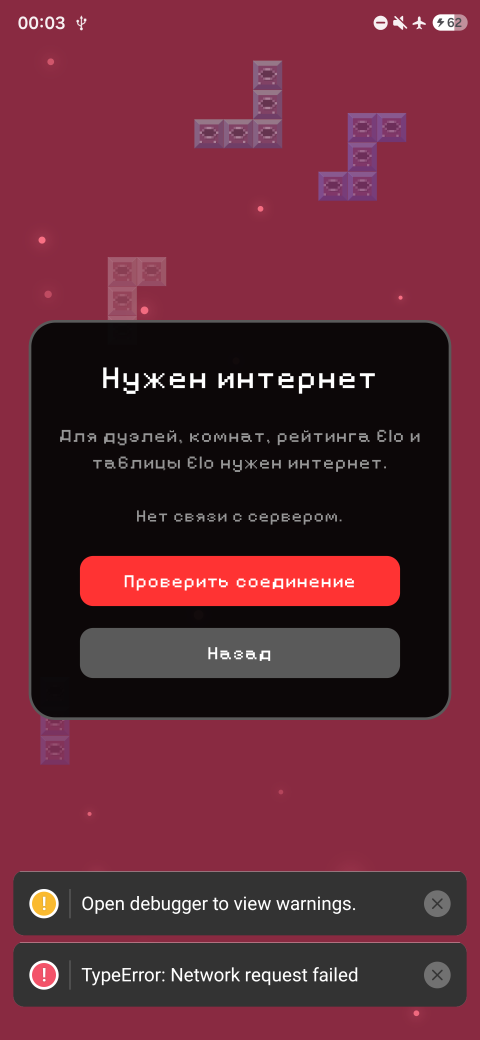 00:03
62
Нужен интернет
Для дуэлей, комнат, рейтинга Elo и
таблицы Elo нужен интернет.
Нет связи с сервером.
Проверить соединение
Назад
Open debugger to view warnings.
TypeError: Network request failed